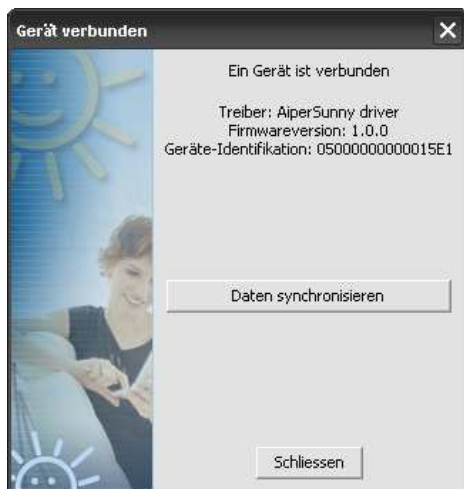 Gerät verbunden
Ein Gerät ist verbunden
Treiber: AiperSunny driver
Firmwareversion: 1.0.0
Geräte-Identifikation: 05000000000015E1
Daten synchronisieren
Schliessen